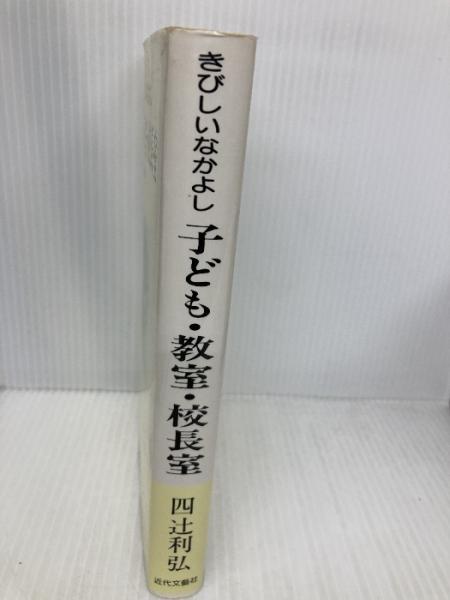 きびしいなかよし
子ども・教室・校長室
四辻利弘
近代文藝社